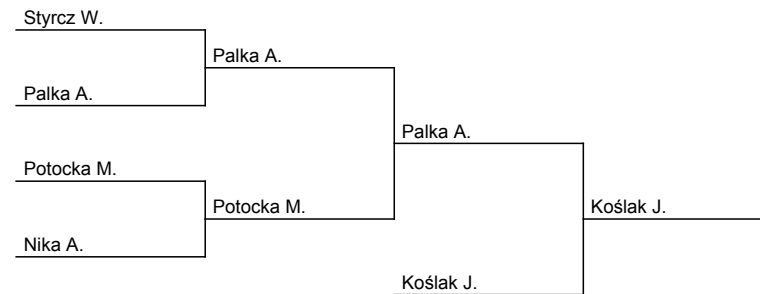 Styrcz W.
Palka A.
Palka A.
Palka A.
Potocka M.
Potocka M.
Koślak J.
Nika A.
Koślak J.